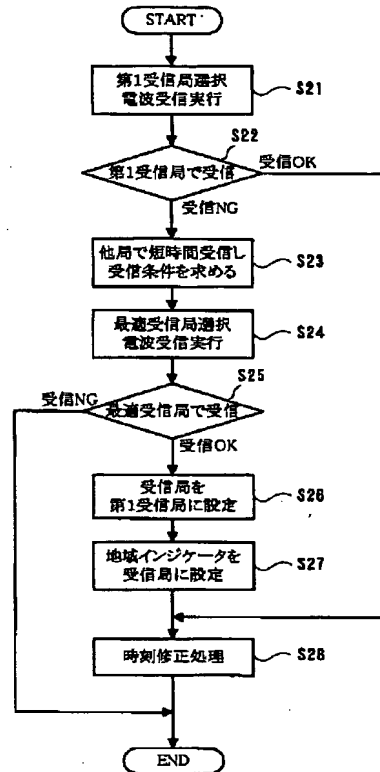 START
第1受信局選択
電波受信実行
S21
S22
第1受信局で受信
受信OK
受信NG
他局で短時間受信し
受信条件を求める
S23
最適受信局選択
電波受信実行
S24
S25
受信NG
最適受信局で受信
受信OK
受信局を
第1受信局に設定
S26
地域インジケータを
受信局に設定
S27
時刻修正処理
S28
END